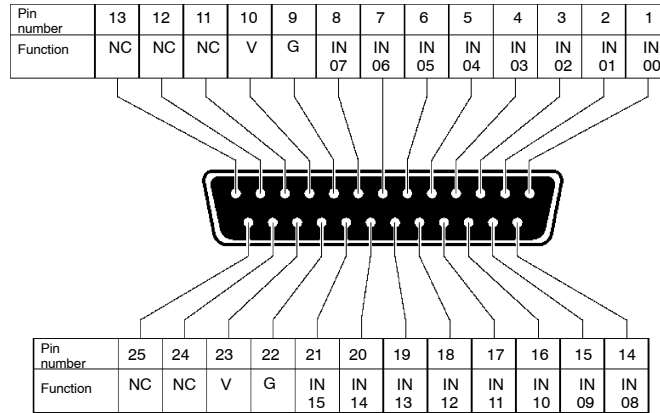 Pin number 13 12 11 10 9 8 7 6 5 4 3 2 1
Function NC NC NC V G IN 07 IN 06 IN 05 IN 04 IN 03 IN 02 IN 01 IN 00
Pin number 25 24 23 22 21 20 19 18 17 16 15 14
Function NC NC V G IN 15 IN 14 IN 13 IN 12 IN 11 IN 10 IN 09 IN 08